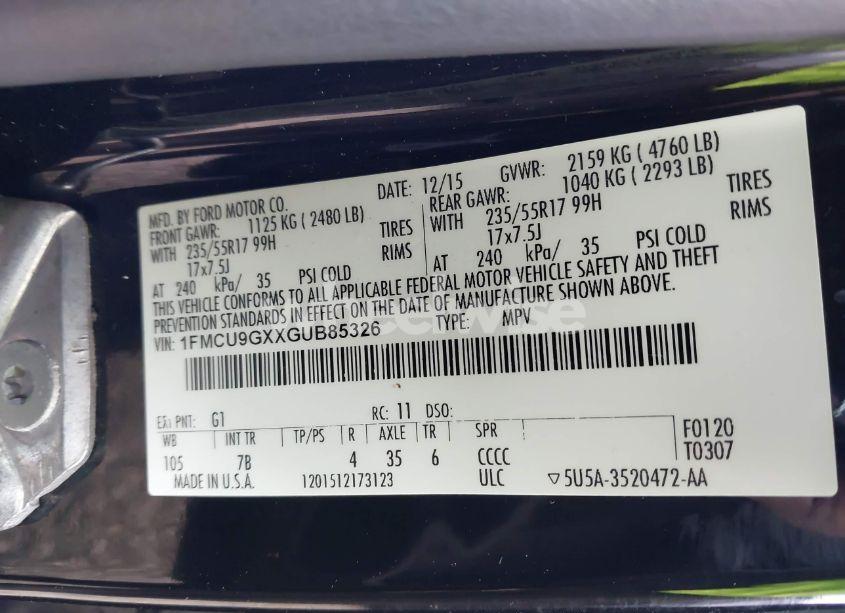 MFD. BY FORD MOTOR CO. DATE: 12/15 GVWR: 2159 KG ( 4760 LB)
FRONT GAWR: 1125 KG ( 2480 LB) REAR GAWR: 1040 KG ( 2293 LB)
WITH 235/55R17 99H TIRES WITH 235/55R17 99H TIRES
17x7.5J RIMS 17x7.5J RIMS
AT 240 kPa/ 35 PSI COLD AT 240 kPa/ 35 PSI COLD
THIS VEHICLE CONFORMS TO ALL APPLICABLE FEDERAL MOTOR VEHICLE SAFETY AND THEFT
PREVENTION STANDARDS IN EFFECT ON THE DATE OF MANUFACTURE SHOWN ABOVE.
VIN: 1FMCU9GXXGUB85326 TYPE: MPV
EXT PNT: G1 RC: 11 DSO:
WB INT TR TP/PS R AXLE TR SPR F0120
105 7B 4 35 6 CCCC T0307
MADE IN U.S.A. 1201512173123 ULC ▽5U5A-3520472-AA